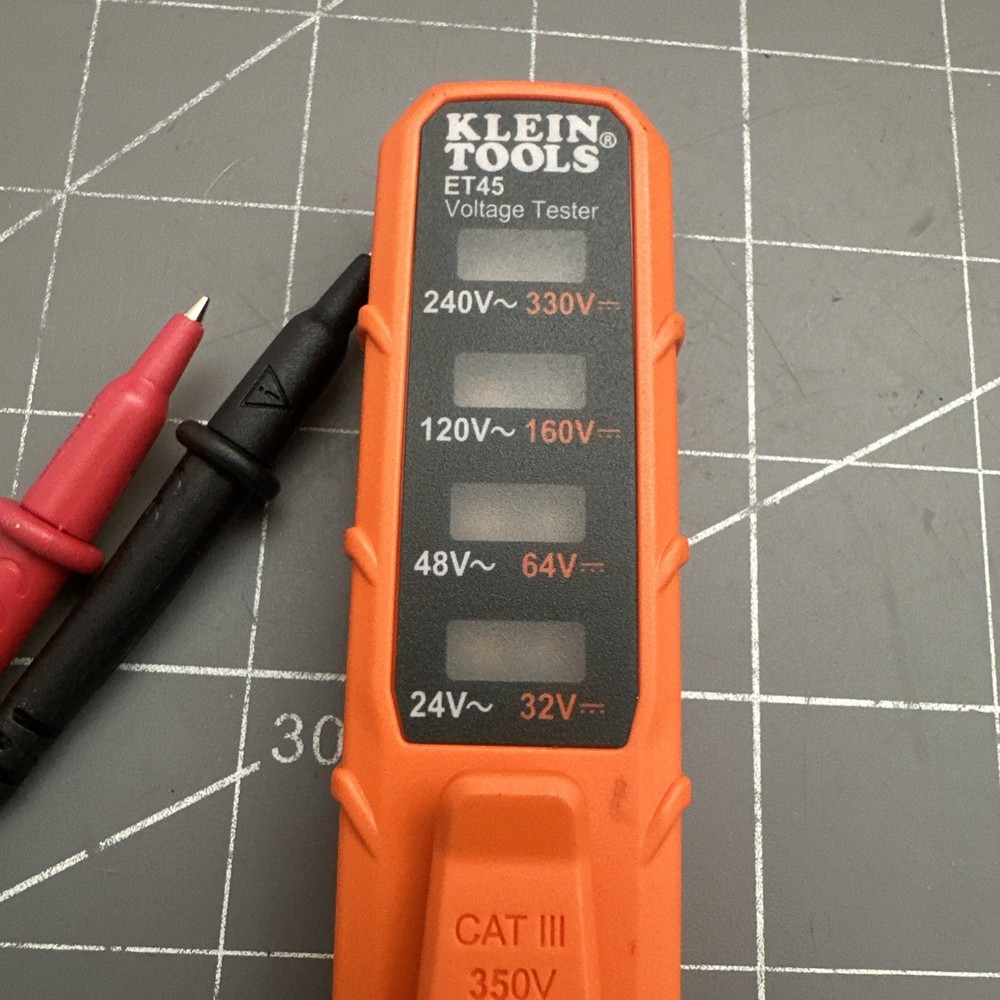 KLEIN
TOOLS®
ET45
Voltage Tester
240V~ 330V⎓
120V~ 160V⎓
48V~ 64V⎓
24V~ 32V⎓
30
CAT III
350V